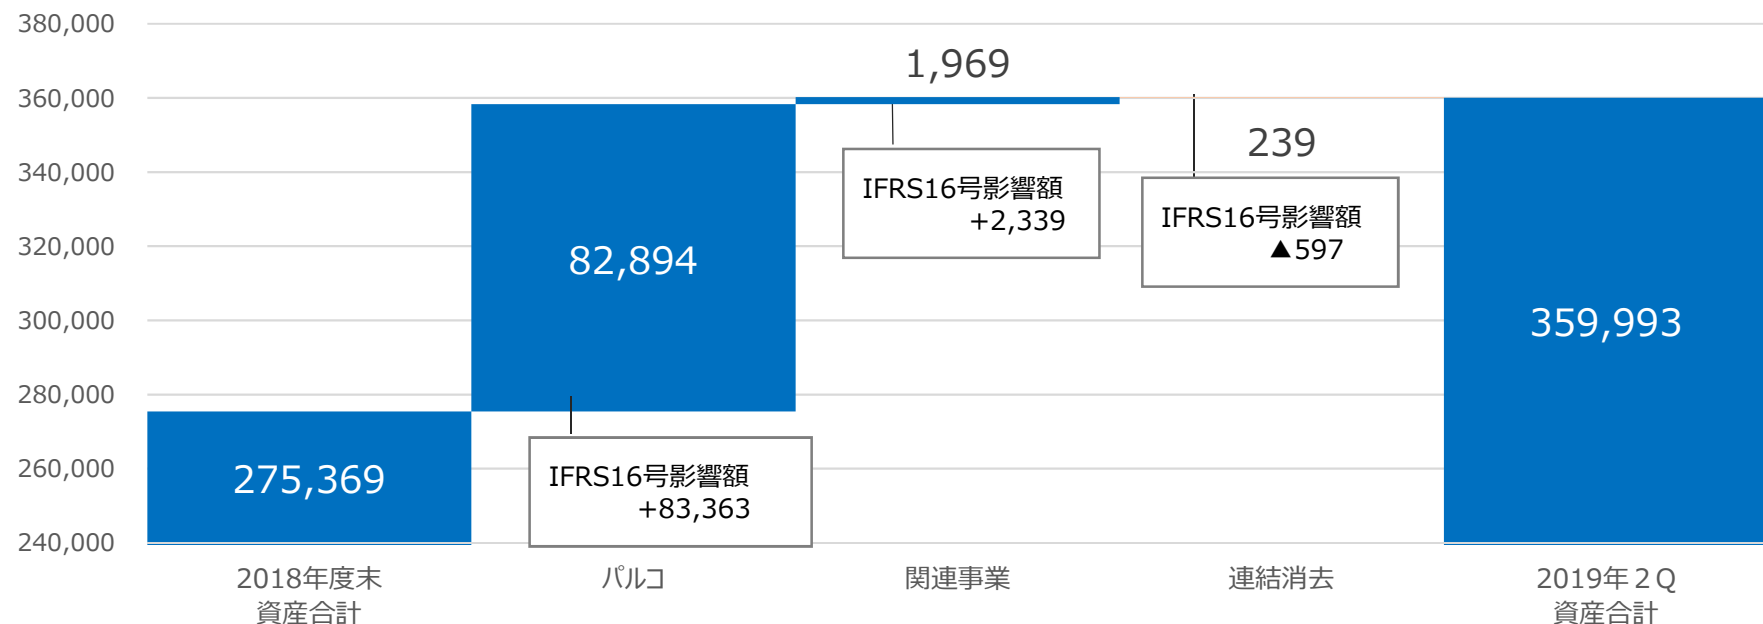 380,000
360,000
340,000
320,000
300,000
280,000
260,000
240,000
275,369
82,894
1,969
239
359,993
IFRS16号影響額
+83,363
IFRS16号影響額
+2,339
IFRS16号影響額
▲597
2018年度末
資産合計
パルコ
関連事業
連結消去
2019年２Q
資産合計